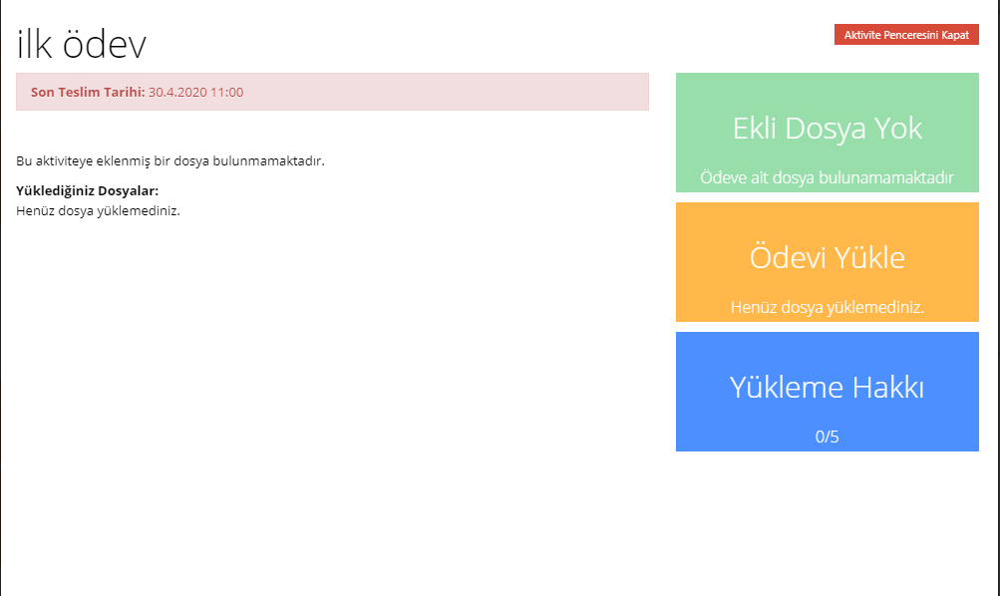 ilk ödev
Aktivite Penceresini Kapat
Son Teslim Tarihi: 30.4.2020 11:00
Bu aktiviteye eklenmiş bir dosya bulunmamaktadır.
Yüklediğiniz Dosyalar:
Henüz dosya yüklemediniz.
Ekli Dosya Yok
Ödeve ait dosya bulunamamaktadır
Ödevi Yükle
Henüz dosya yüklemediniz.
Yükleme Hakkı
0/5